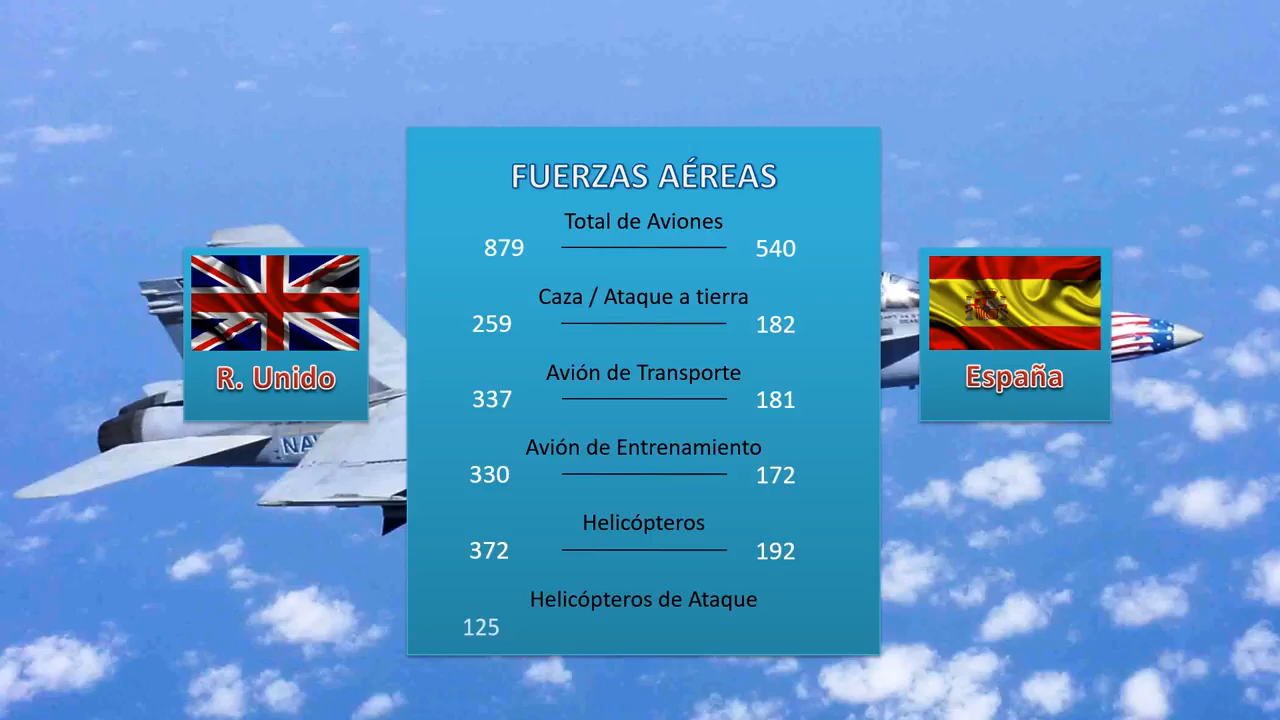 FUERZAS AÉREAS
Total de Aviones
879 540
Caza / Ataque a tierra
259 182
R. Unido
España
Avión de Transporte
337 181
Avión de Entrenamiento
330 172
Helicópteros
372 192
Helicópteros de Ataque
125